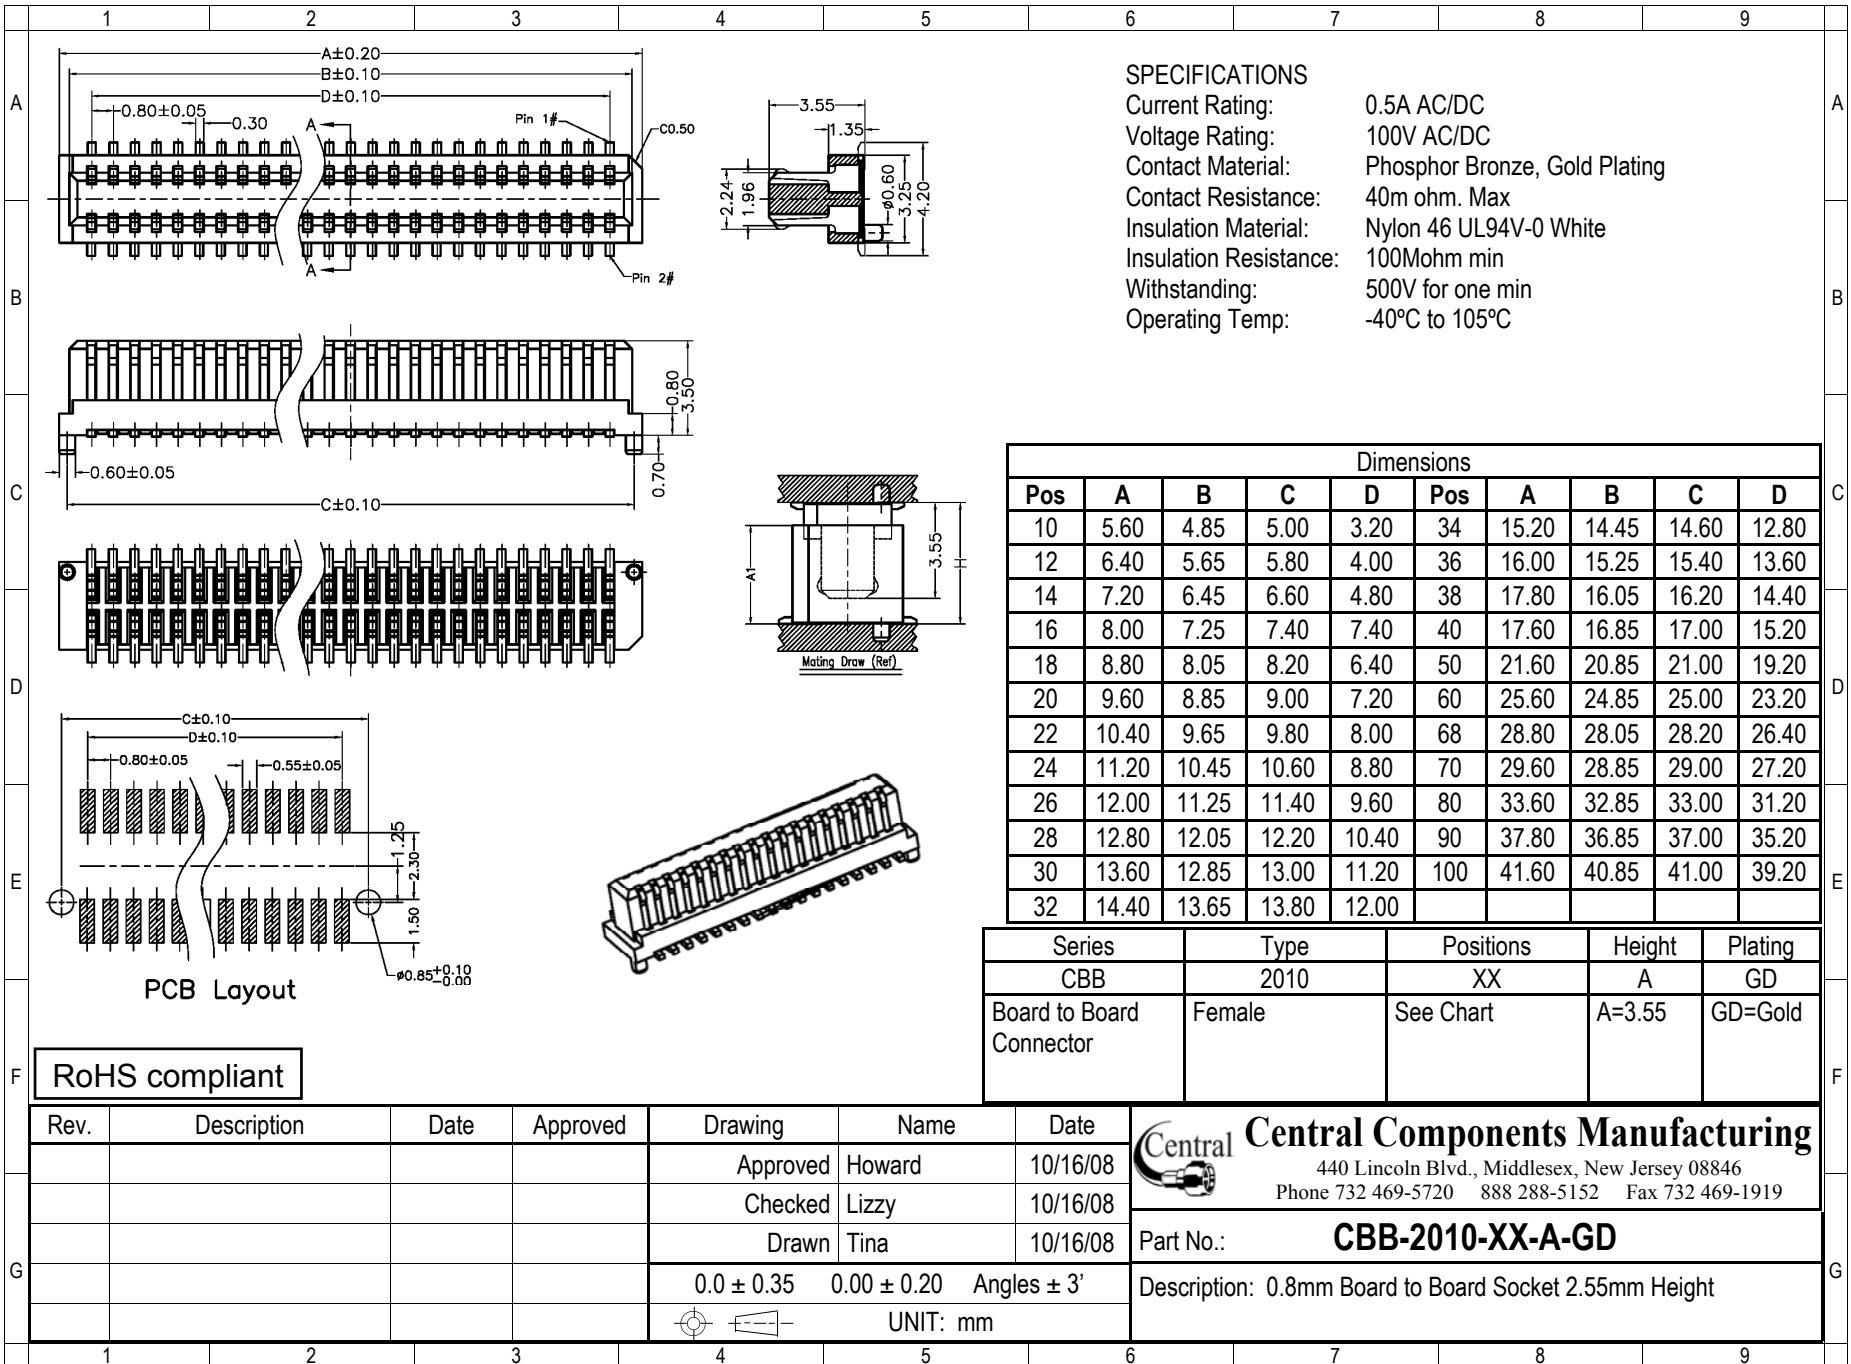 1 2 3 4 5 6 7 8 9
A A
B B
C C
D D
E E
F F
G G
A±0.20
B±0.10
D±0.10
0.80±0.05
0.30
A
Pin 1#
C0.50
A
Pin 2#
3.55
1.35
2.24
1.96
ø0.60
3.25
4.20
0.80
3.50
0.60±0.05
0.70
C±0.10
A1
3.55
H
Mating Draw (Ref)
C±0.10
D±0.10
0.80±0.05
0.55±0.05
1.25
2.30
1.50
ø0.85+0.10
-0.00
PCB Layout
SPECIFICATIONS
Current Rating: 0.5A AC/DC
Voltage Rating: 100V AC/DC
Contact Material: Phosphor Bronze, Gold Plating
Contact Resistance: 40m ohm. Max
Insulation Material: Nylon 46 UL94V-0 White
Insulation Resistance: 100Mohm min
Withstanding: 500V for one min
Operating Temp: -40ºC to 105ºC
Dimensions
Pos A B C D Pos A B C D
10 5.60 4.85 5.00 3.20 34 15.20 14.45 14.60 12.80
12 6.40 5.65 5.80 4.00 36 16.00 15.25 15.40 13.60
14 7.20 6.45 6.60 4.80 38 17.80 16.05 16.20 14.40
16 8.00 7.25 7.40 7.40 40 17.60 16.85 17.00 15.20
18 8.80 8.05 8.20 6.40 50 21.60 20.85 21.00 19.20
20 9.60 8.85 9.00 7.20 60 25.60 24.85 25.00 23.20
22 10.40 9.65 9.80 8.00 68 28.80 28.05 28.20 26.40
24 11.20 10.45 10.60 8.80 70 29.60 28.85 29.00 27.20
26 12.00 11.25 11.40 9.60 80 33.60 32.85 33.00 31.20
28 12.80 12.05 12.20 10.40 90 37.80 36.85 37.00 35.20
30 13.60 12.85 13.00 11.20 100 41.60 40.85 41.00 39.20
32 14.40 13.65 13.80 12.00
Series Type Positions Height Plating
CBB 2010 XX A GD
Board to Board Female See Chart A=3.55 GD=Gold
Connector
RoHS compliant
Rev. Description Date Approved Drawing Name Date
Approved Howard 10/16/08
Checked Lizzy 10/16/08
Drawn Tina 10/16/08
0.0 ± 0.35 0.00 ± 0.20 Angles ± 3’
UNIT: mm
Central
Central Components Manufacturing
440 Lincoln Blvd., Middlesex, New Jersey 08846
Phone 732 469-5720 888 288-5152 Fax 732 469-1919
Part No.: CBB-2010-XX-A-GD
Description: 0.8mm Board to Board Socket 2.55mm Height
1 2 3 4 5 6 7 8 9